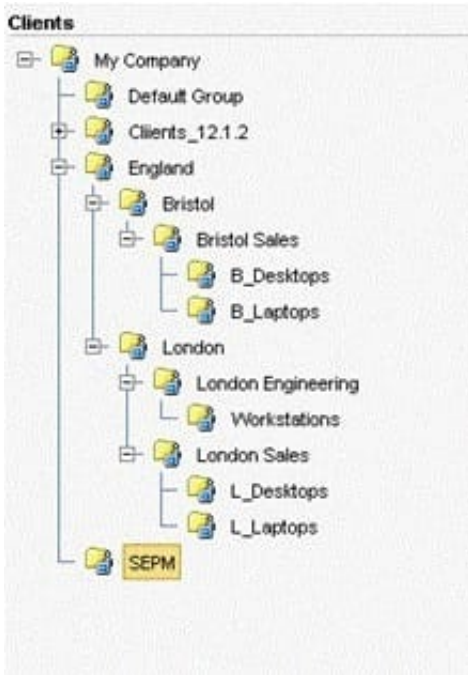 Clients
My Company
Default Group
Cliients_12.1.2
England
Bristol
Bristol Sales
B_Desktops
B_Laptops
London
London Engineering
Workstations
London Sales
L_Desktops
L_Laptops
SEPM